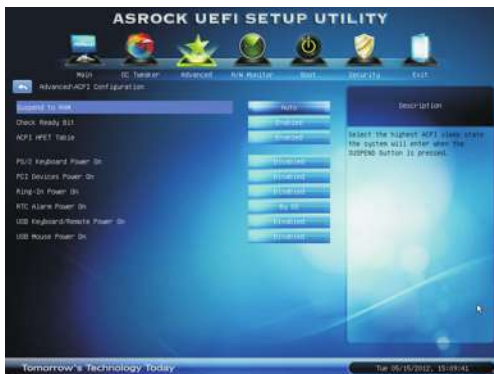 ASROCK UEFI SETUP UTILITY
Main OC Tweaker Advanced H/W Monitor Boot Security Exit
Advanced\ACPI Configuration
Suspend to RAM Auto
Check Ready Bit Enabled
ACPI HPET Table Enabled
PS/2 Keyboard Power On Disabled
PCI Devices Power On Disabled
Ring-In Power On Disabled
RTC Alarm Power On By OS
USB Keyboard/Remote Power On Disabled
USB Mouse Power On Disabled
Description
Select the highest ACPI sleep state
the system will enter when the
SUSPEND button is pressed.
Tomorrow's Technology Today
Tue 05/15/2012, 15:09:41